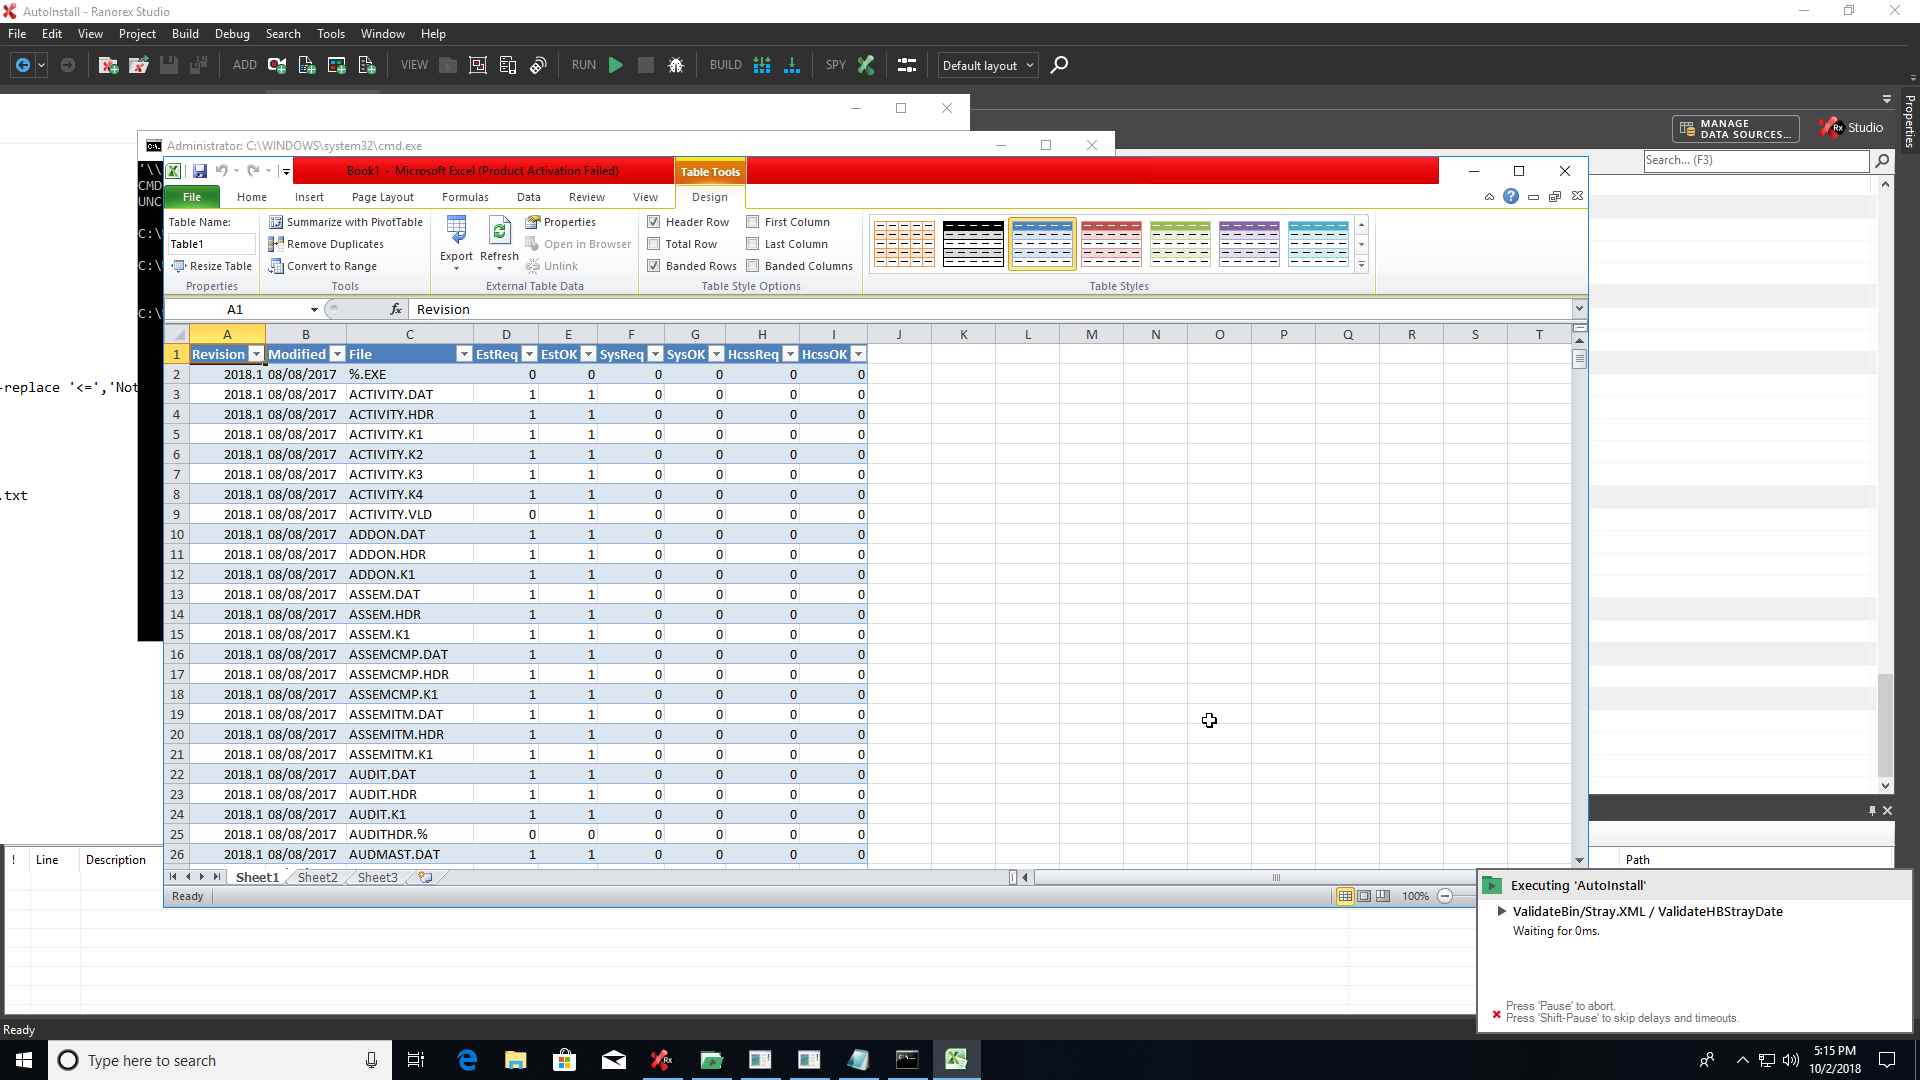 AutoInstall - Ranorex Studio
File Edit View Project Build Debug Search Tools Window Help
ADD VIEW RUN BUILD SPY Default layout
Properties
MANAGE DATA SOURCES...
Rx Studio
Search... (F3)
Administrator: C:\WINDOWS\system32\cmd.exe
'\\
CMD
UNC
C:\
C:\
C:\
-replace '<=','Not
.txt
Book1 - Microsoft Excel (Product Activation Failed)
Table Tools
File Home Insert Page Layout Formulas Data Review View Design
Table Name: Summarize with PivotTable Properties Header Row First Column
Table1 Remove Duplicates Export Refresh Open in Browser Total Row Last Column
Resize Table Convert to Range Unlink Banded Rows Banded Columns
Properties Tools External Table Data Table Style Options Table Styles
A1 fx Revision
A B C D E F G H I J K L M N O P Q R S T
1 Revision Modified File EstReq EstOK SysReq SysOK HcssReq HcssOK
2 2018.1 08/08/2017 %.EXE 0 0 0 0 0 0
3 2018.1 08/08/2017 ACTIVITY.DAT 1 1 0 0 0 0
4 2018.1 08/08/2017 ACTIVITY.HDR 1 1 0 0 0 0
5 2018.1 08/08/2017 ACTIVITY.K1 1 1 0 0 0 0
6 2018.1 08/08/2017 ACTIVITY.K2 1 1 0 0 0 0
7 2018.1 08/08/2017 ACTIVITY.K3 1 1 0 0 0 0
8 2018.1 08/08/2017 ACTIVITY.K4 1 1 0 0 0 0
9 2018.1 08/08/2017 ACTIVITY.VLD 0 1 0 0 0 0
10 2018.1 08/08/2017 ADDON.DAT 1 1 0 0 0 0
11 2018.1 08/08/2017 ADDON.HDR 1 1 0 0 0 0
12 2018.1 08/08/2017 ADDON.K1 1 1 0 0 0 0
13 2018.1 08/08/2017 ASSEM.DAT 1 1 0 0 0 0
14 2018.1 08/08/2017 ASSEM.HDR 1 1 0 0 0 0
15 2018.1 08/08/2017 ASSEM.K1 1 1 0 0 0 0
16 2018.1 08/08/2017 ASSEMCMP.DAT 1 1 0 0 0 0
17 2018.1 08/08/2017 ASSEMCMP.HDR 1 1 0 0 0 0
18 2018.1 08/08/2017 ASSEMCMP.K1 1 1 0 0 0 0
19 2018.1 08/08/2017 ASSEMITM.DAT 1 1 0 0 0 0
20 2018.1 08/08/2017 ASSEMITM.HDR 1 1 0 0 0 0
21 2018.1 08/08/2017 ASSEMITM.K1 1 1 0 0 0 0
22 2018.1 08/08/2017 AUDIT.DAT 1 1 0 0 0 0
23 2018.1 08/08/2017 AUDIT.HDR 1 1 0 0 0 0
24 2018.1 08/08/2017 AUDIT.K1 1 1 0 0 0 0
25 2018.1 08/08/2017 AUDITHDR.% 0 0 0 0 0 0
26 2018.1 08/08/2017 AUDMAST.DAT 1 1 0 0 0 0
Sheet1 Sheet2 Sheet3
Ready 100%
! Line Description Path
Executing 'AutoInstall'
ValidateBin/Stray.XML / ValidateHBStrayDate
Waiting for 0ms.
Press 'Pause' to abort.
Press 'Shift-Pause' to skip delays and timeouts.
Ready
Type here to search
5:15 PM
10/2/2018